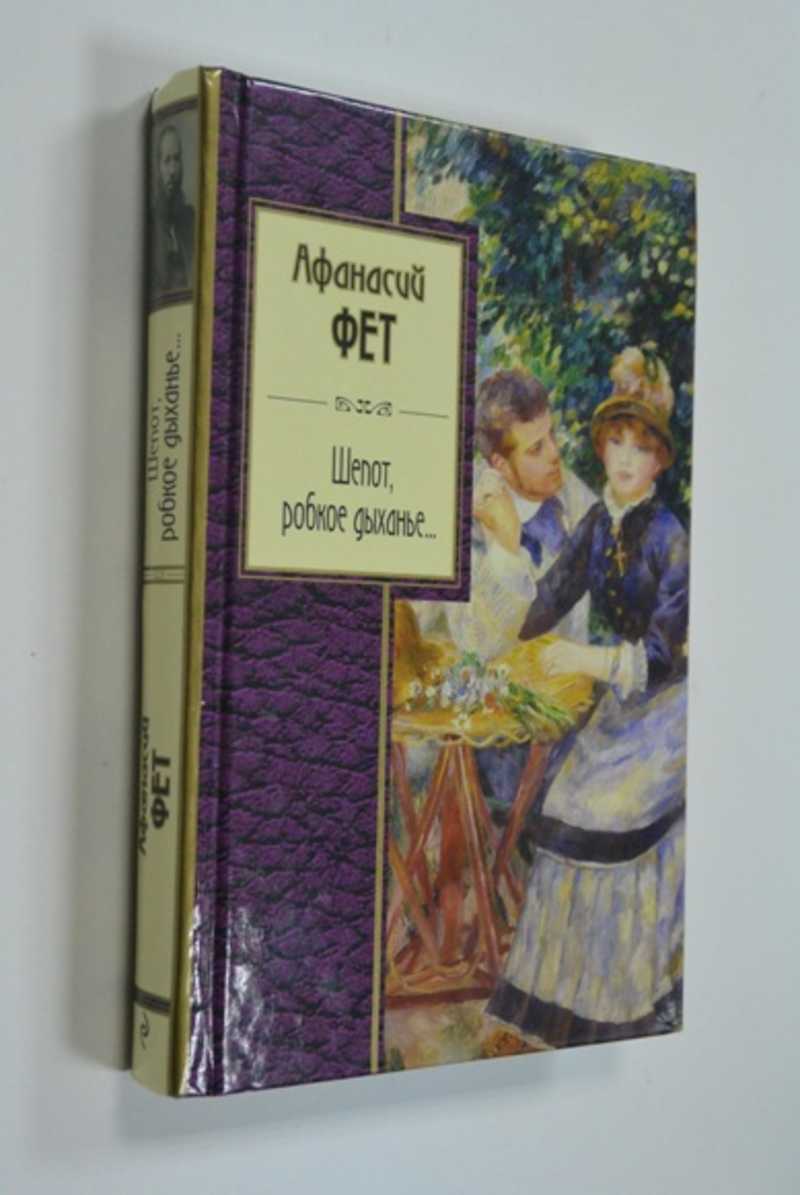 Афанасий
ФЕТ
Шепот,
робкое дыханье...
Шепот,
робкое дыханье...
Афанасий
ФЕТ